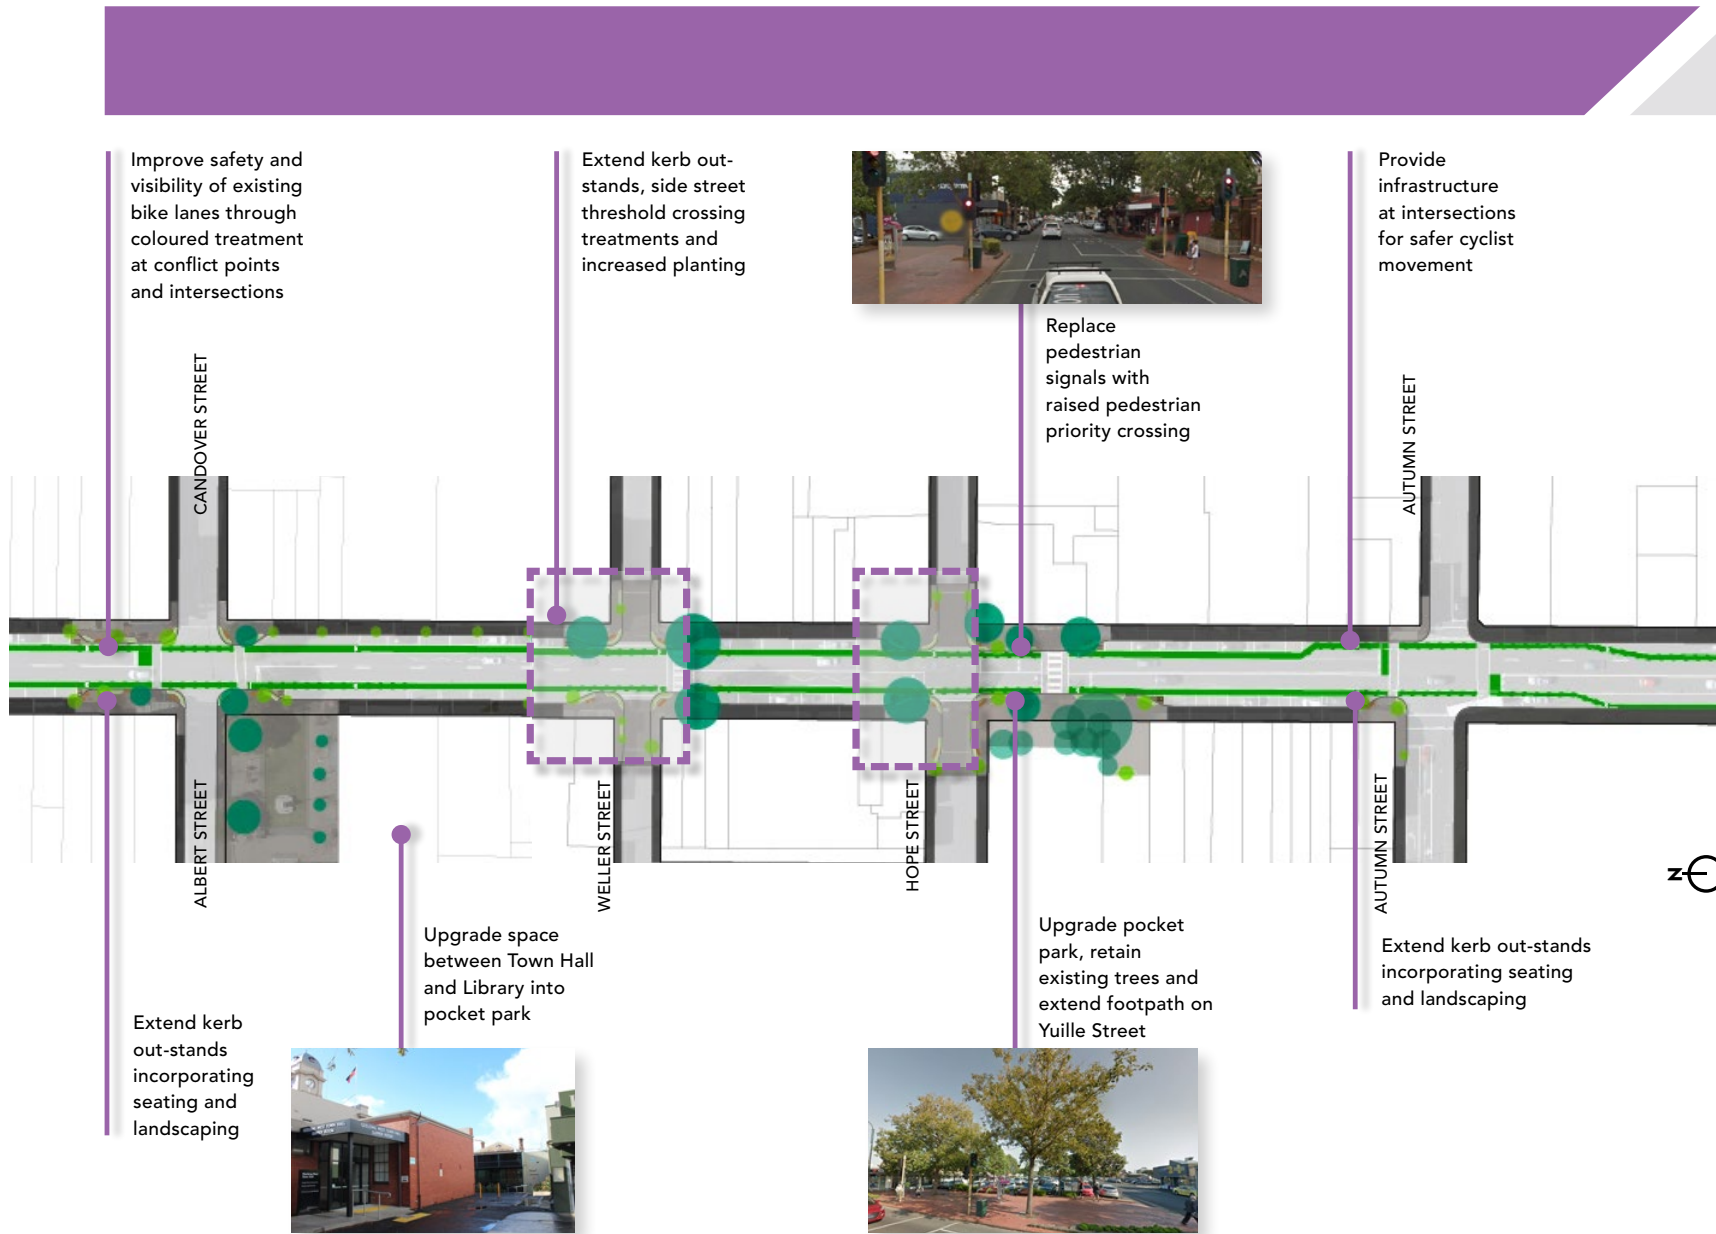 Improve safety and
visibility of existing
bike lanes through
coloured treatment
at conflict points
and intersections
Extend kerb out-
stands, side street
threshold crossing
treatments and
increased planting
Replace
pedestrian
signals with
raised pedestrian
priority crossing
Provide
infrastructure
at intersections
for safer cyclist
movement
CANDOVER STREET
AUTUMN STREET
ALBERT STREET
WELLER STREET
HOPE STREET
AUTUMN STREET
Z
Extend kerb
out-stands
incorporating
seating and
landscaping
Upgrade space
between Town Hall
and Library into
pocket park
Upgrade pocket
park, retain
existing trees and
extend footpath on
Yuille Street
Extend kerb out-stands
incorporating seating
and landscaping